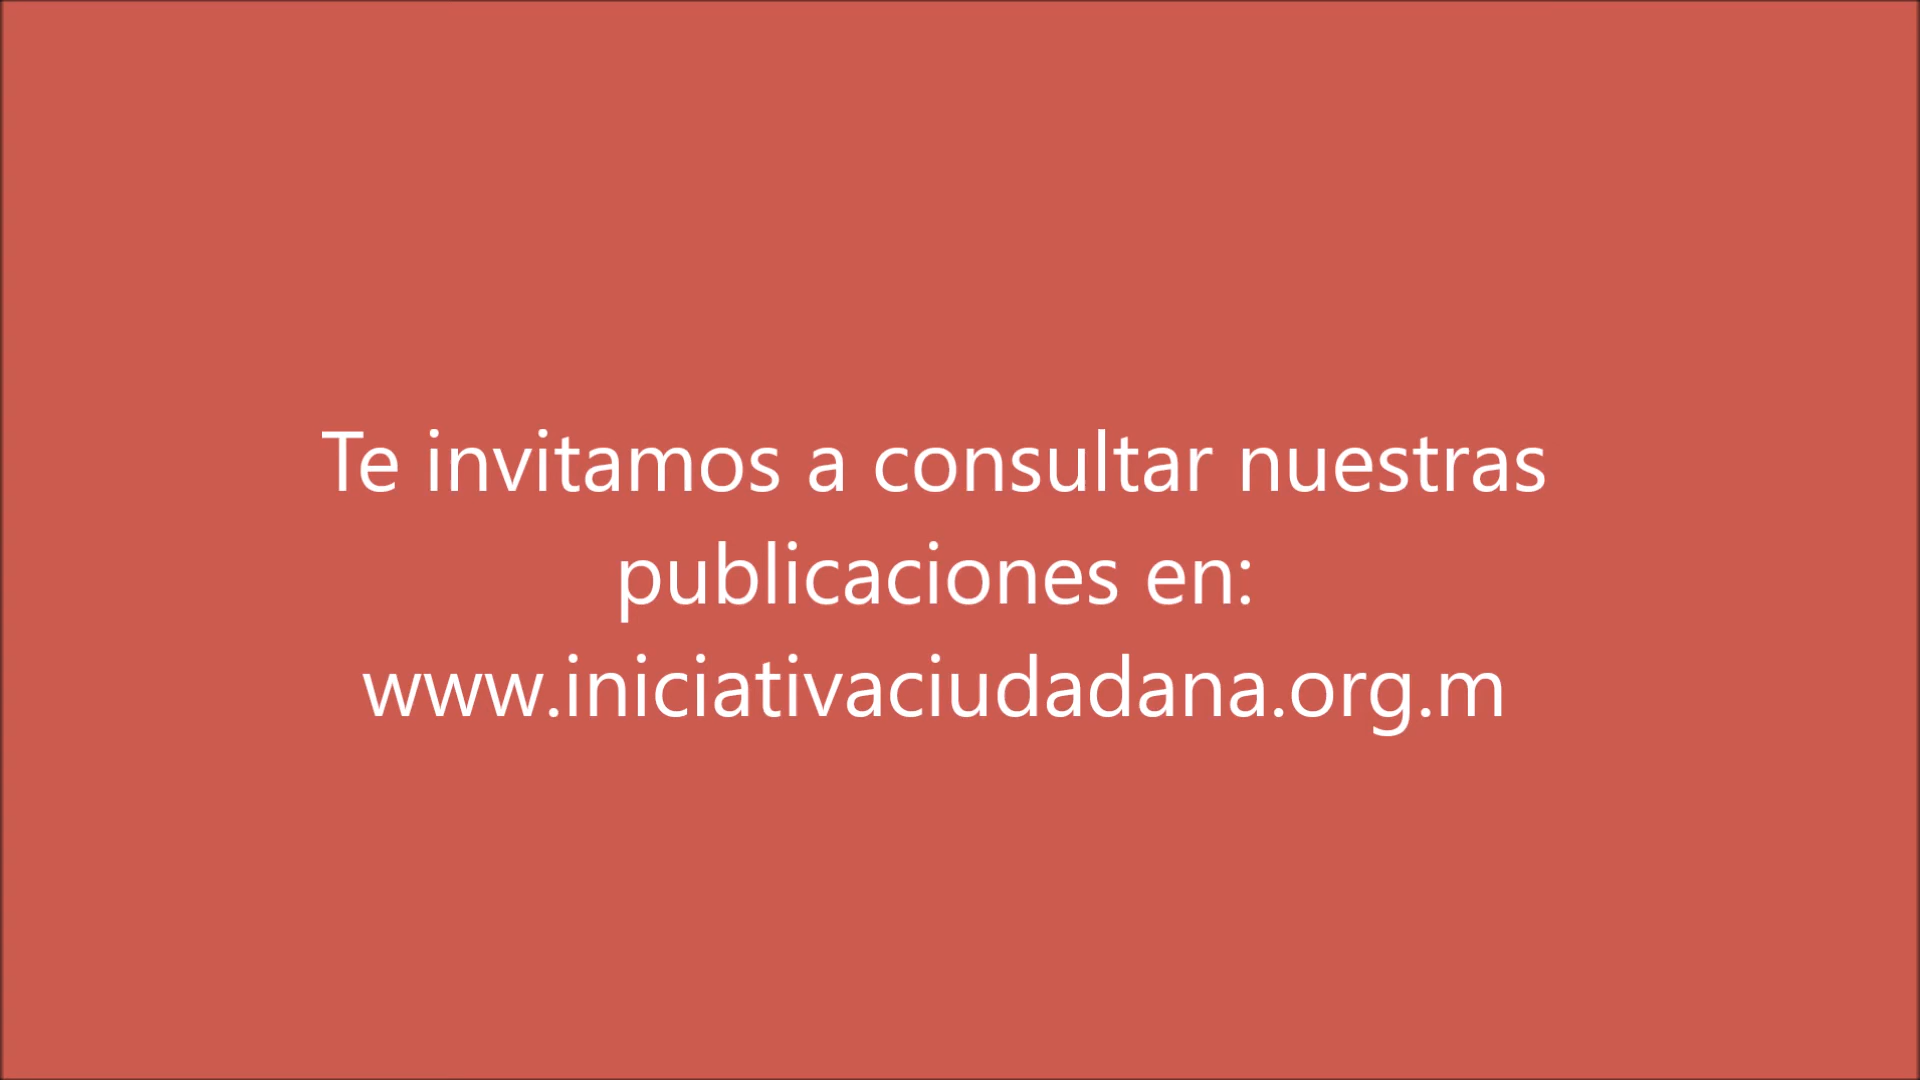 Te invitamos a consultar nuestras
publicaciones en:
www.iniciativaciudadana.org.m